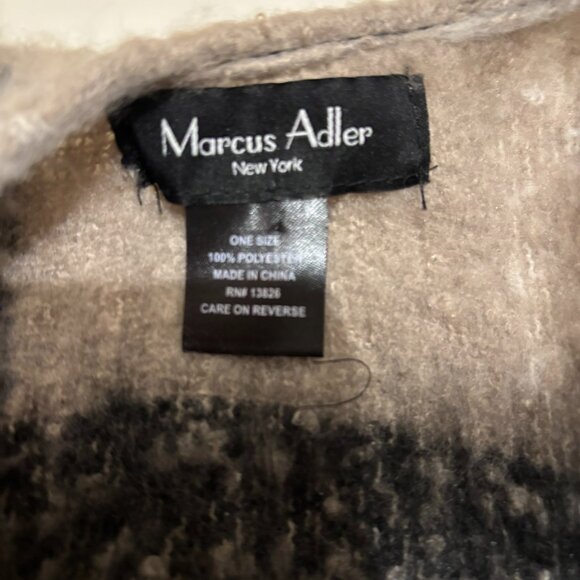 Marcus Adler
New York
ONE SIZE
100% POLYESTER
MADE IN CHINA
RN# 13826
CARE ON REVERSE